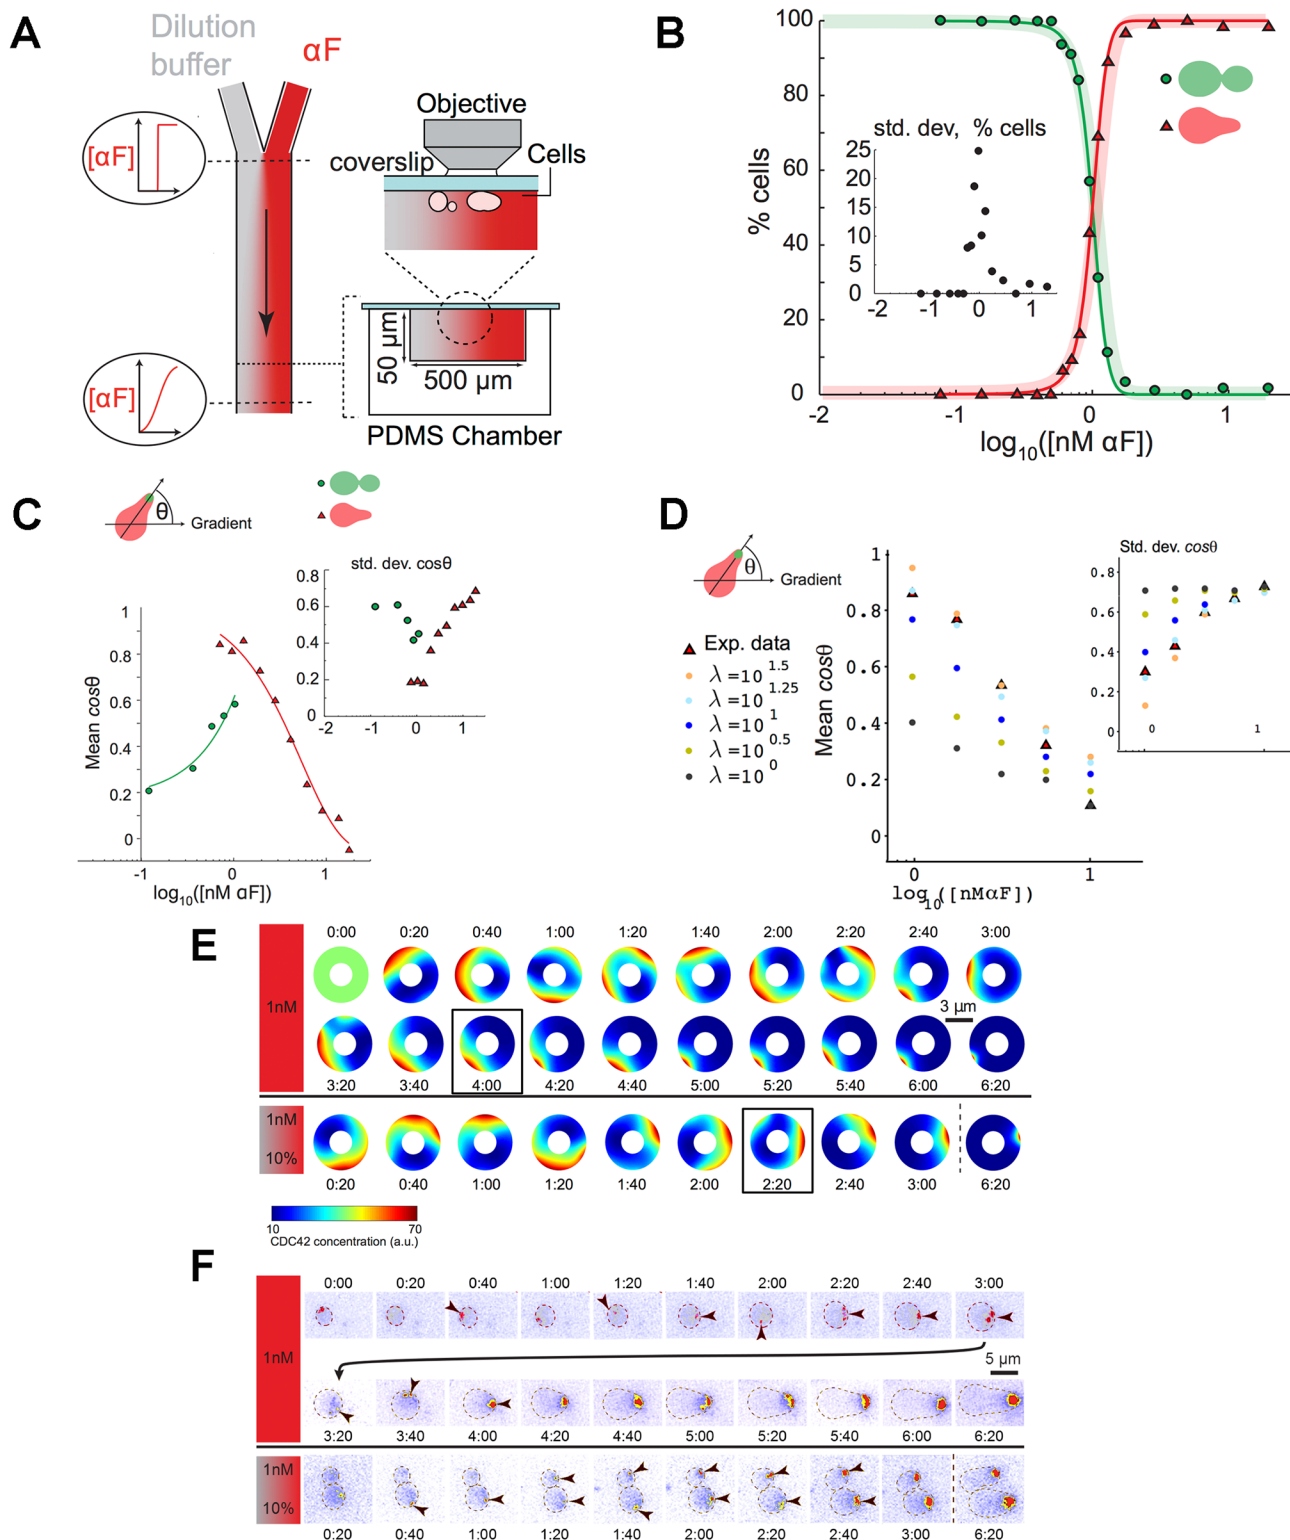 A
Dilution
buffer
αF
[αF]
[αF]
Objective
coverslip
Cells
50 μm
500 μm
PDMS Chamber
B
% cells
100
80
60
40
20
0
-2
-1
0
1
log10([nM αF])
std. dev, % cells
25
20
15
10
5
0
-2
-1
0
1
C
θ
Gradient
std. dev. cosθ
0.8
0.6
0.4
0.2
0
-2
-1
0
1
Mean cosθ
1
0.8
0.6
0.4
0.2
0
-1
0
1
log10([nM αF])
D
θ
Gradient
Exp. data
λ=10 1.5
λ=10 1.25
λ=10 1
λ=10 0.5
λ=10 0
Mean cosθ
1
0.8
0.6
0.4
0.2
0
0
1
log10([nMαF])
Std. dev. cosθ
0.8
0.6
0.4
0.2
0
0
1
E
1nM
0:00 0:20 0:40 1:00 1:20 1:40 2:00 2:20 2:40 3:00
3 μm
3:20 3:40 4:00 4:20 4:40 5:00 5:20 5:40 6:00 6:20
1nM
10%
0:20 0:40 1:00 1:20 1:40 2:00 2:20 2:40 3:00 6:20
10 70
CDC42 concentration (a.u.)
F
1nM
0:00 0:20 0:40 1:00 1:20 1:40 2:00 2:20 2:40 3:00
5 μm
3:20 3:40 4:00 4:20 4:40 5:00 5:20 5:40 6:00 6:20
1nM
10%
0:20 0:40 1:00 1:20 1:40 2:00 2:20 2:40 3:00 6:20